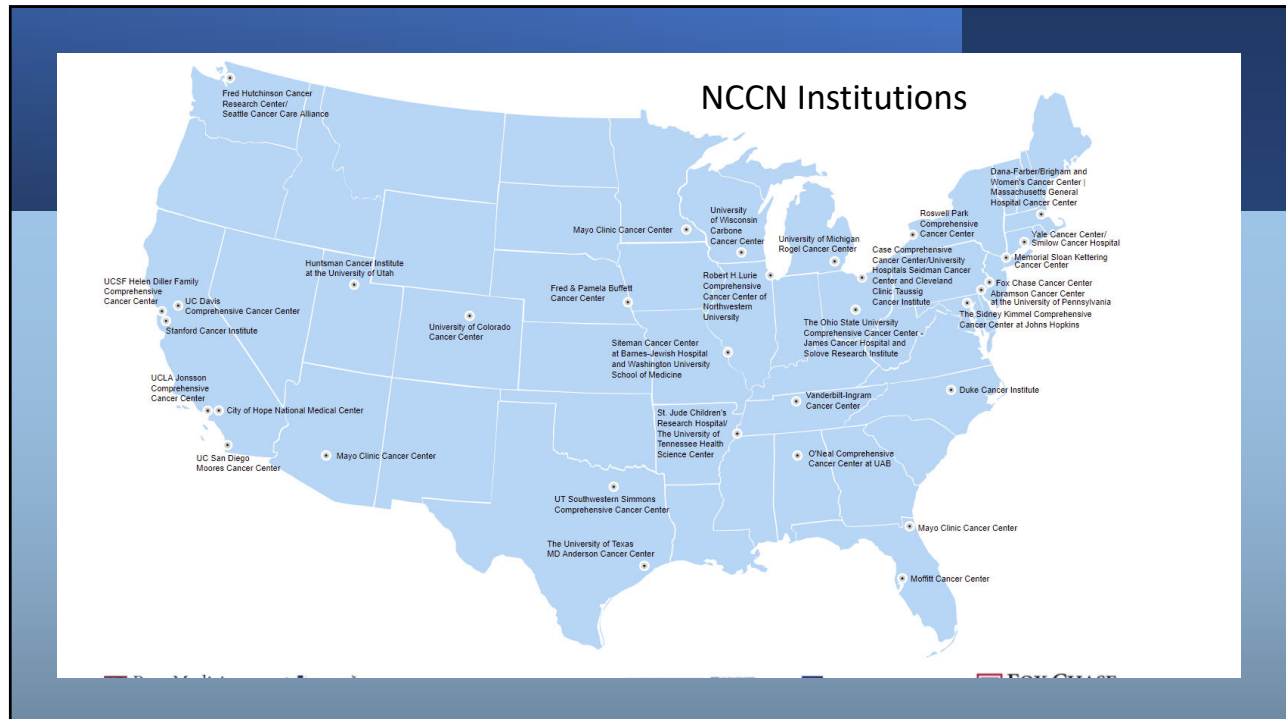 NCCN Institutions
Fred Hutchinson Cancer
Research Center/
Seattle Cancer Care Alliance
Dana-Farber/Brigham and
Women's Cancer Center |
Massachusetts General
Hospital Cancer Center
Roswell Park
Comprehensive
Cancer Center
University
of Wisconsin
Carbone
Cancer Center
Mayo Clinic Cancer Center
University of Michigan
Rogel Cancer Center
Yale Cancer Center/
Smilow Cancer Hospital
Memorial Sloan Kettering
Cancer Center
Case Comprehensive
Cancer Center/University
Hospitals Seidman Cancer
Center and Cleveland
Clinic Taussig
Cancer Institute
Huntsman Cancer Institute
at the University of Utah
UCSF Helen Diller Family
Comprehensive
Cancer Center
UC Davis
Comprehensive Cancer Center
Stanford Cancer Institute
Fred & Pamela Buffett
Cancer Center
Robert H.Lurie
Comprehensive
Cancer Center of
Northwestern
University
Fox Chase Cancer Center
Abramson Cancer Center
at the University of Pennsylvania
The Sidney Kimmel Comprehensive
Cancer Center at Johns Hopkins
University of Colorado
Cancer Center
The Ohio State University
Comprehensive Cancer Center -
James Cancer Hospital and
Solove Research Institute
Siteman Cancer Center
at Barnes-Jewish Hospital
and Washington University
School of Medicine
UCLA Jonsson
Comprehensive
Cancer Center
City of Hope National Medical Center
Vanderbilt-Ingram
Cancer Center
Duke Cancer Institute
St. Jude Children's
Research Hospital/
The University of
Tennessee Health
Science Center
UC San Diego
Moores Cancer Center
Mayo Clinic Cancer Center
O'Neal Comprehensive
Cancer Center at UAB
UT Southwestern Simmons
Comprehensive Cancer Center
Mayo Clinic Cancer Center
The University of Texas
MD Anderson Cancer Center
Moffitt Cancer Center
FOX CHASE